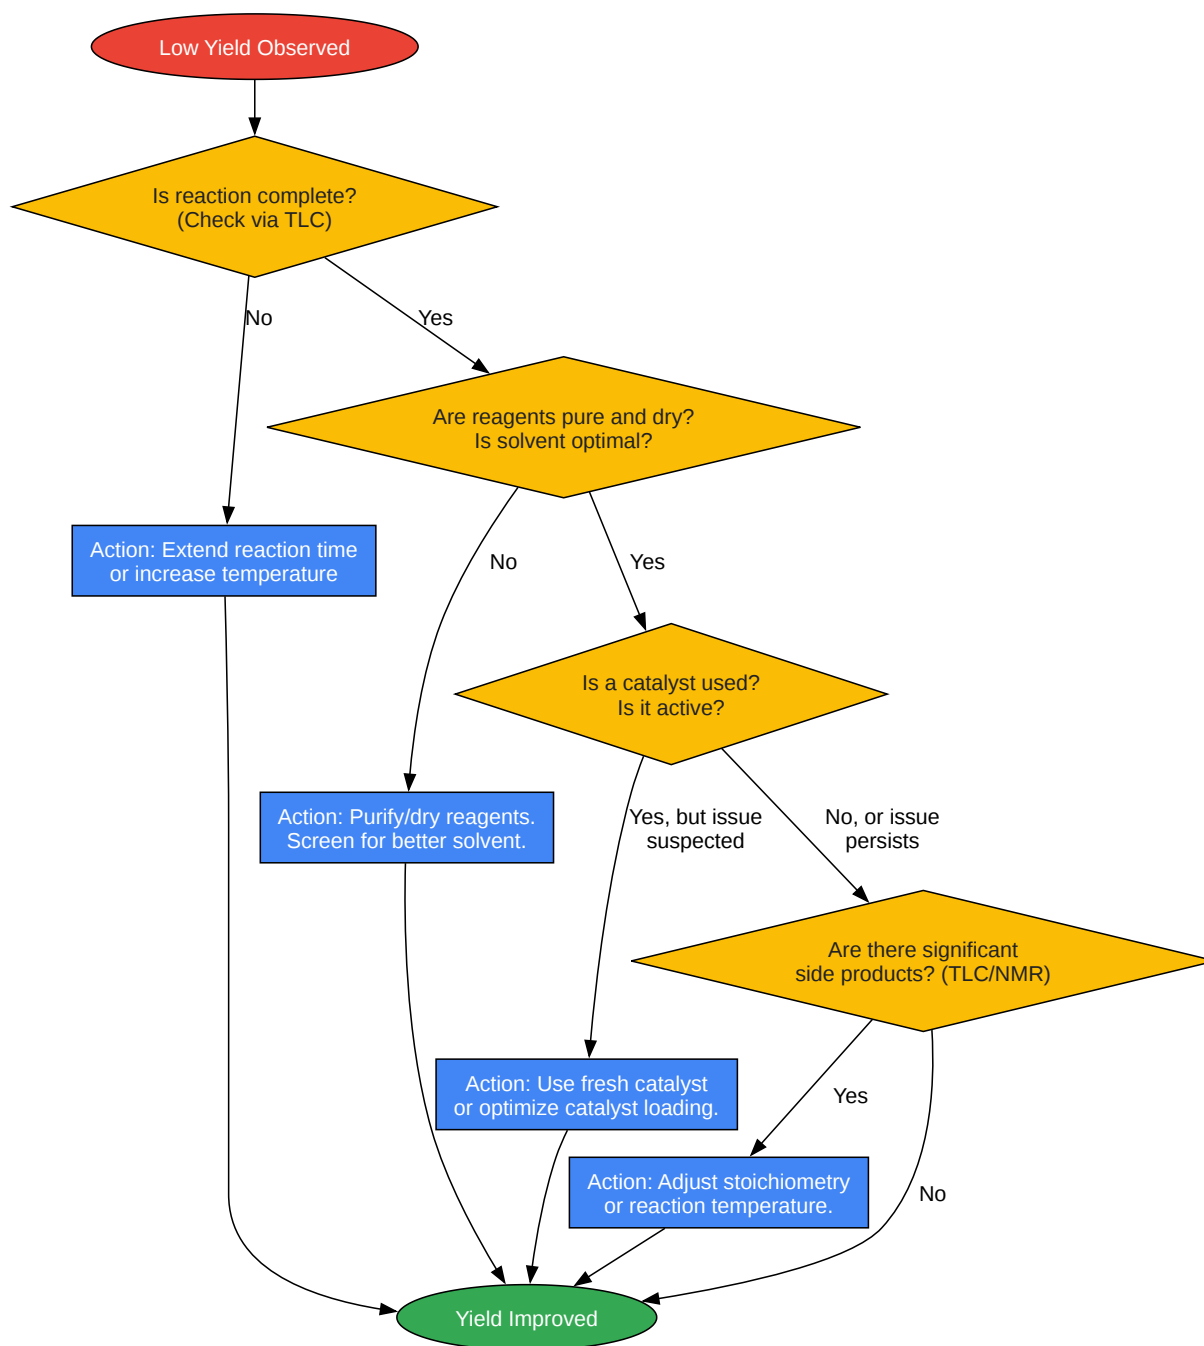 Low Yield Observed
Is reaction complete?
(Check via TLC)
No
Yes
Are reagents pure and dry?
Is solvent optimal?
Action: Extend reaction time
or increase temperature
No
Yes
Is a catalyst used?
Is it active?
Action: Purify/dry reagents.
Screen for better solvent.
Yes, but issue
suspected
No, or issue
persists
Are there significant
side products? (TLC/NMR)
Action: Use fresh catalyst
or optimize catalyst loading.
Yes
Action: Adjust stoichiometry
or reaction temperature.
No
Yield Improved